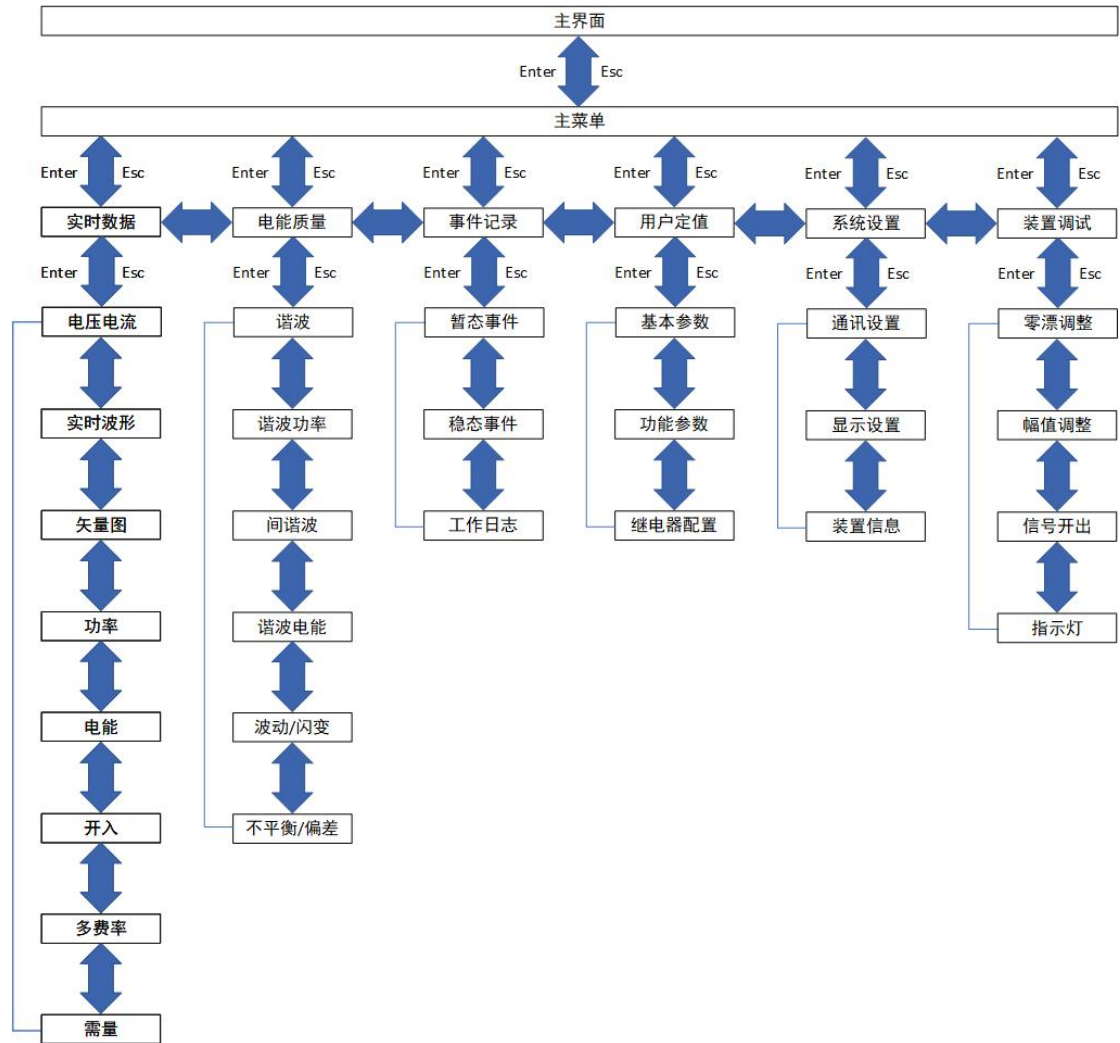 主界面
Enter Esc
主菜单
Enter Esc Enter Esc Enter Esc Enter Esc Enter Esc Enter Esc
实时数据 电能质量 事件记录 用户定值 系统设置 装置调试
Enter Esc Enter Esc Enter Esc Enter Esc Enter Esc Enter Esc
电压电流 谐波 暂态事件 基本参数 通讯设置 零漂调整
实时波形 谐波功率 稳态事件 功能参数 显示设置 幅值调整
矢量图 间谐波 工作日志 继电器配置 装置信息 信号开出
功率 谐波电能 指示灯
电能 波动/闪变
开入 不平衡/偏差
多费率
需量